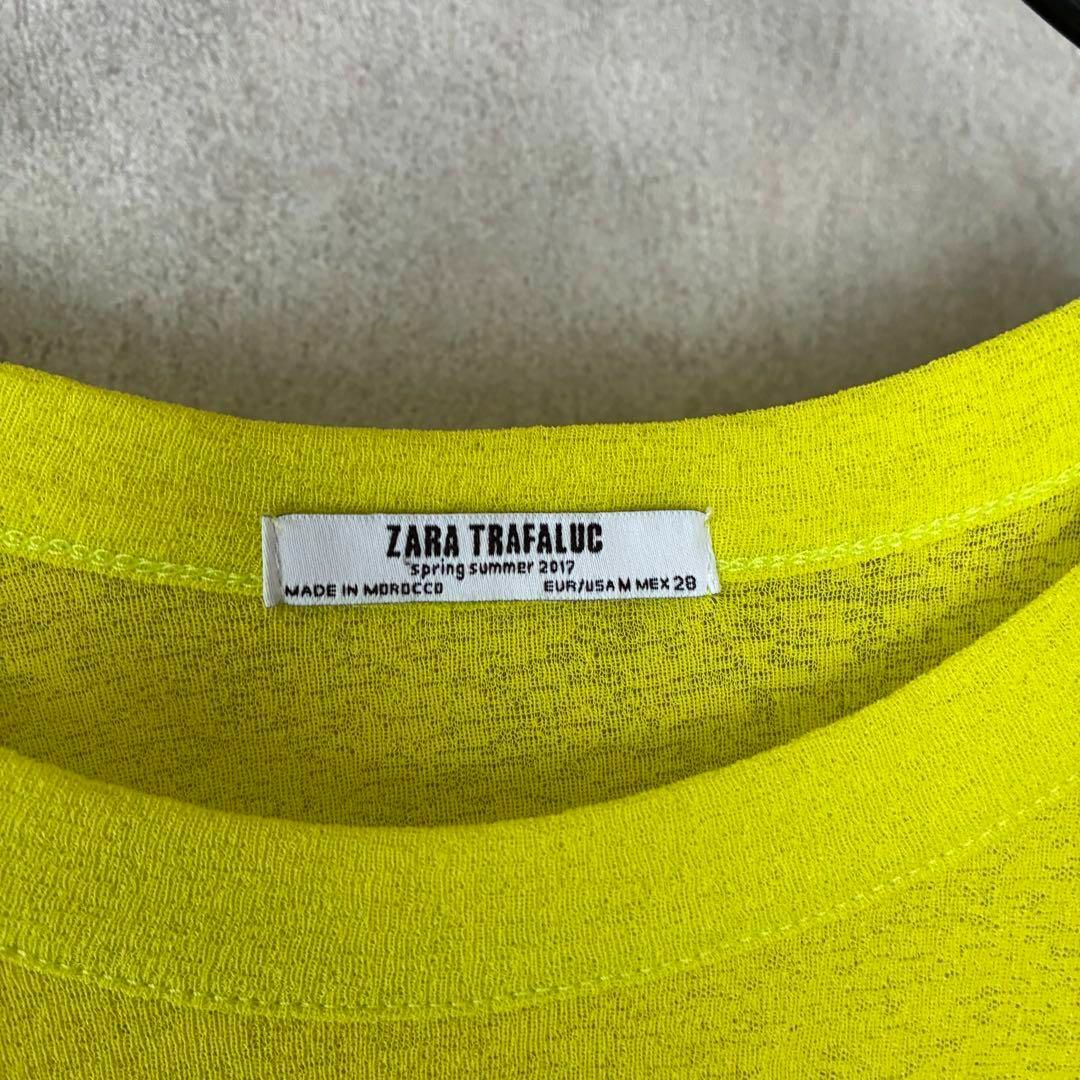 ZARA TRAFALUC
spring summer 2017
MADE IN MOROCCO EUR/USA M MEX 28